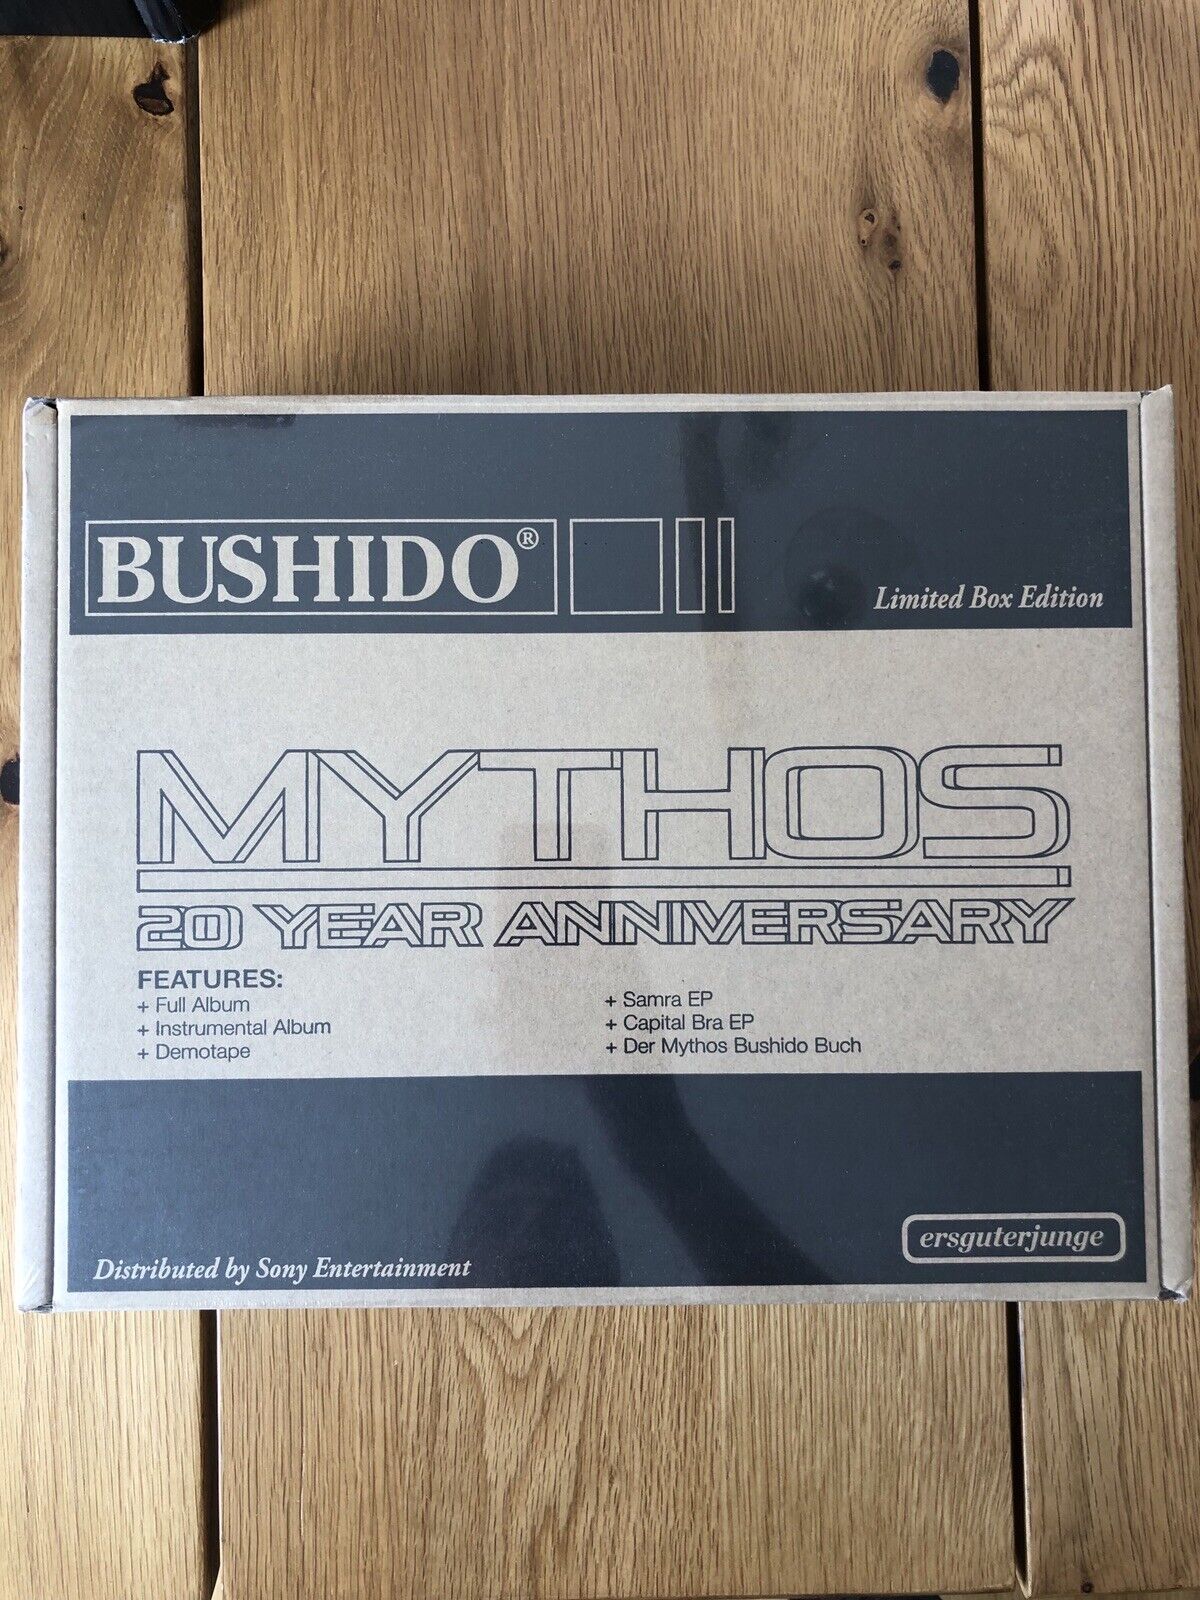 BUSHIDO®
Limited Box Edition
MYTHOS
20 YEAR ANNIVERSARY
FEATURES:
+ Full Album
+ Instrumental Album
+ Demotape
+ Samra EP
+ Capital Bra EP
+ Der Mythos Bushido Buch
ersguterjunge
Distributed by Sony Entertainment